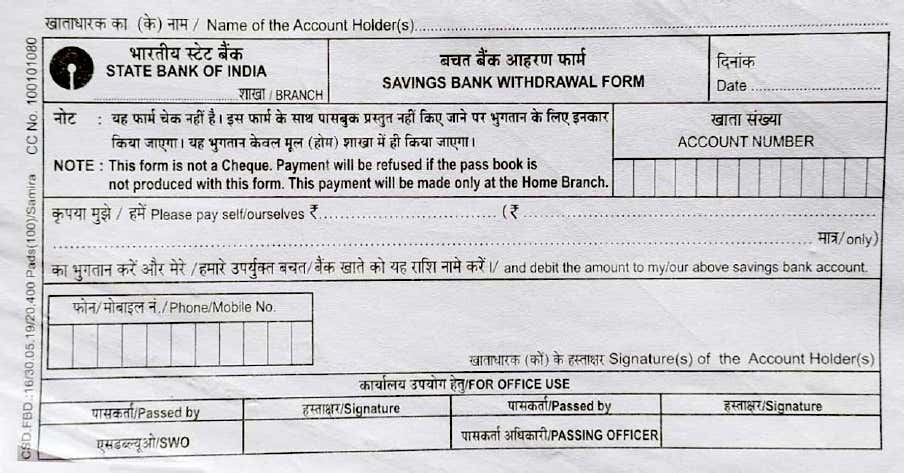 खाताधारक का (के) नाम / Name of the Account Holder(s)
भारतीय स्टेट बैंक
STATE BANK OF INDIA
शाखा / BRANCH
बचत बैंक आहरण फार्म
SAVINGS BANK WITHDRAWAL FORM
दिनांक
Date
नोट : यह फार्म चेक नहीं है। इस फार्म के साथ पासबुक प्रस्तुत नहीं किए जाने पर भुगतान के लिए इनकार
किया जाएगा। यह भुगतान केवल मूल (होम) शाखा में ही किया जाएगा।
NOTE : This form is not a Cheque. Payment will be refused if the pass book is
not produced with this form. This payment will be made only at the Home Branch.
खाता संख्या
ACCOUNT NUMBER
कृपया मुझे / हमें Please pay self/ourselves ₹ (₹
मात्र/only)
का भुगतान करें और मेरे /हमारे उपर्युक्त बचत/बैंक खाते को यह राशि नामे करें।/ and debit the amount to my/our above savings bank account.
फोन/मोबाइल नं./Phone/Mobile No.
खाताधारक (कों) के हस्ताक्षर Signature(s) of the Account Holder(s)
कार्यालय उपयोग हेतु/FOR OFFICE USE
पासकर्ता/Passed by हस्ताक्षर/Signature पासकर्ता/Passed by हस्ताक्षर/Signature
एसडब्ल्यूओ/SWO पासकर्ता अधिकारी/PASSING OFFICER
CSD.FBD.:16/30.05.19/20,400 Pads(100)/Samira CC No. 100101080